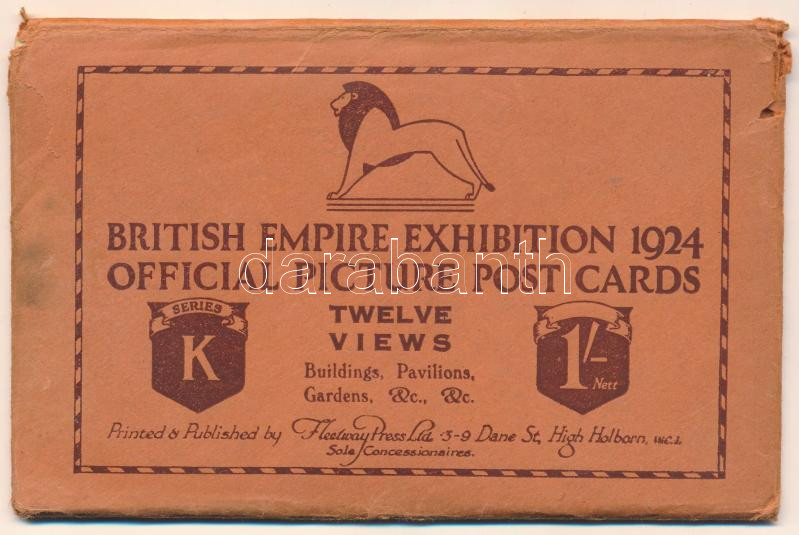 BRITISH EMPIRE EXHIBITION 1924
OFFICIAL PICTURE POST CARDS
SERIES
K
TWELVE
VIEWS
Buildings, Pavilions,
Gardens, &c., &c.
1/-
Nett
Printed & Published by Fleetway Press Ltd. 3-9 Dane St, High Holborn, W.C.1.
Sole Concessionaires.
darabanth